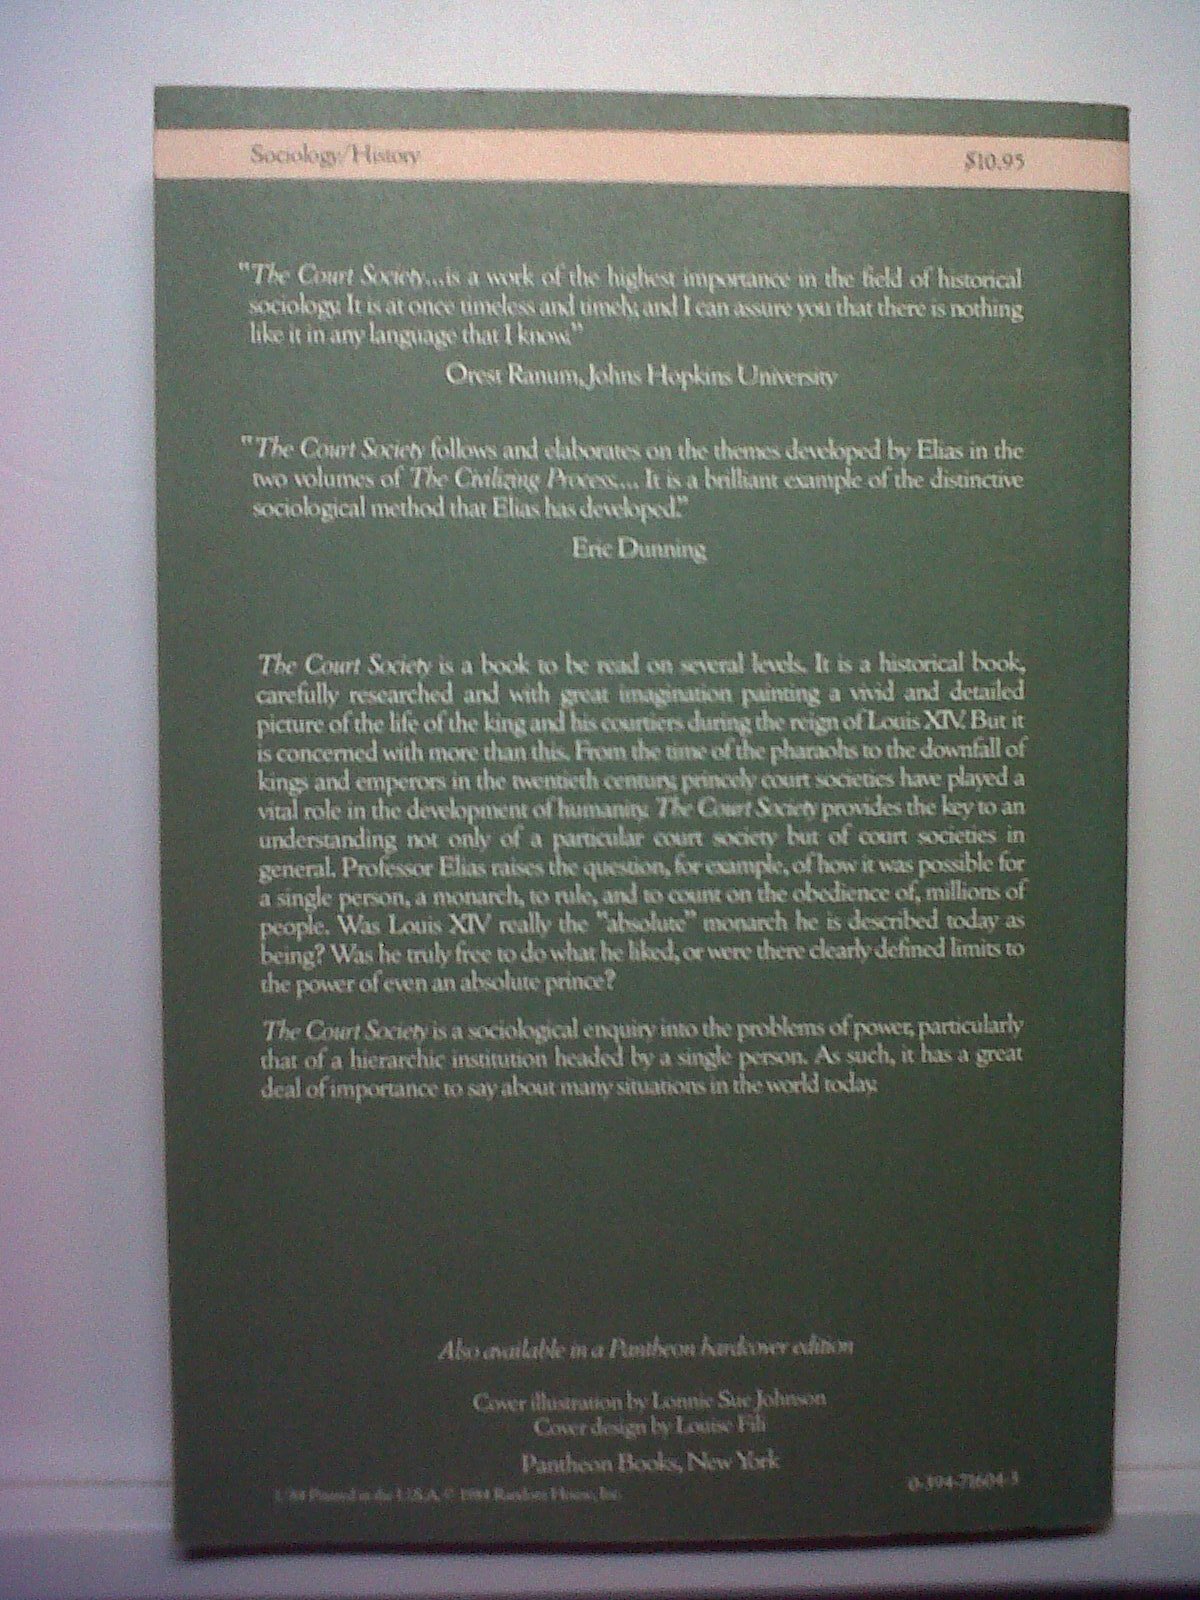 Sociology/History
$10.95
"The Court Society...is a work of the highest importance in the field of historical
sociology. It is at once timeless and timely, and I can assure you that there is nothing
like it in any language that I know."
Orest Ranum, Johns Hopkins University
"The Court Society follows and elaborates on the themes developed by Elias in the
two volumes of The Civilizing Process.... It is a brilliant example of the distinctive
sociological method that Elias has developed."
Eric Dunning
The Court Society is a book to be read on several levels. It is a historical book,
carefully researched and with great imagination painting a vivid and detailed
picture of the life of the king and his courtiers during the reign of Louis XIV. But it
is concerned with more than this. From the time of the pharaohs to the downfall of
kings and emperors in the twentieth century, princely court societies have played a
vital role in the development of humanity. The Court Society provides the key to an
understanding not only of a particular court society but of court societies in
general. Professor Elias raises the question, for example, of how it was possible for
a single person, a monarch, to rule, and to count on the obedience of, millions of
people. Was Louis XIV really the "absolute" monarch he is described today as
being? Was he truly free to do what he liked, or were there clearly defined limits to
the power of even an absolute prince?
The Court Society is a sociological enquiry into the problems of power, particularly
that of a hierarchic institution headed by a single person. As such, it has a great
deal of importance to say about many situations in the world today.
Also available in a Pantheon hardcover edition
Cover illustration by Lonnie Sue Johnson
Cover design by Louise Fili
Pantheon Books, New York
Printed in the U.S.A. © 1984 Random House, Inc.
0-394-71604-3